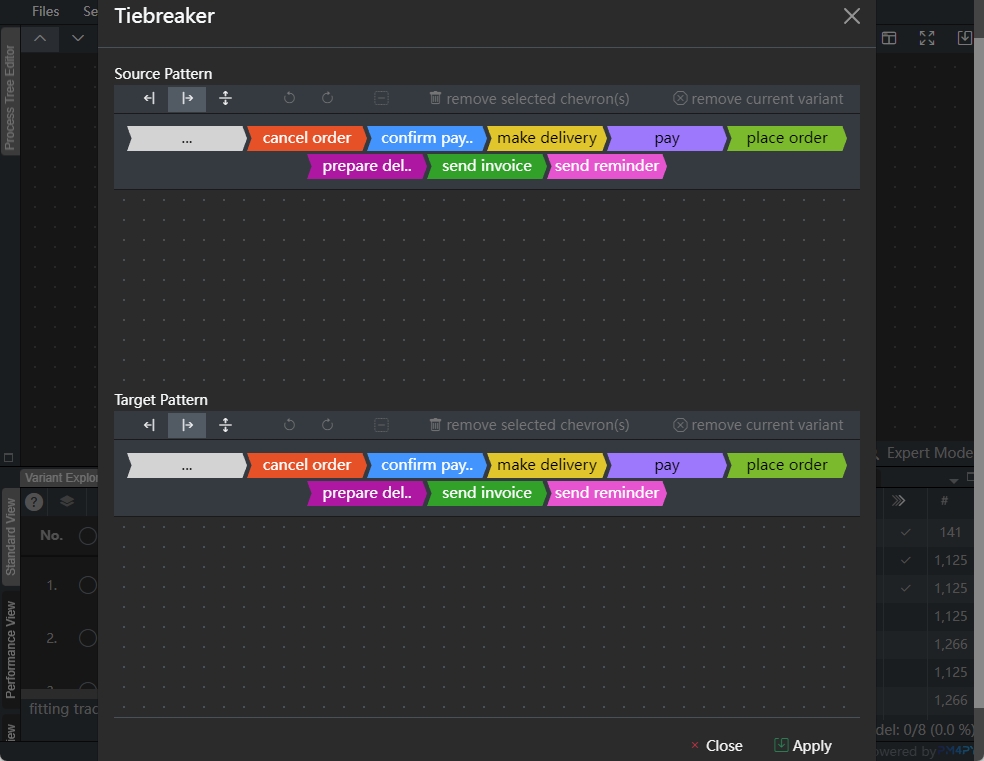 Files Se
Tiebreaker
Process Tree Editor
Source Pattern
remove selected chevron(s) remove current variant
... cancel order confirm pay.. make delivery pay place order
prepare del.. send invoice send reminder
Target Pattern
remove selected chevron(s) remove current variant
... cancel order confirm pay.. make delivery pay place order
prepare del.. send invoice send reminder
Expert Mode
Variant Explor
Standard View
Performance View
?
#
No.
141
1,125
1. 1,125
1,125
2. 1,266
1,125
1,266
fitting trac
del: 0/8 (0.0 %)
Close Apply
owered by PM4PY